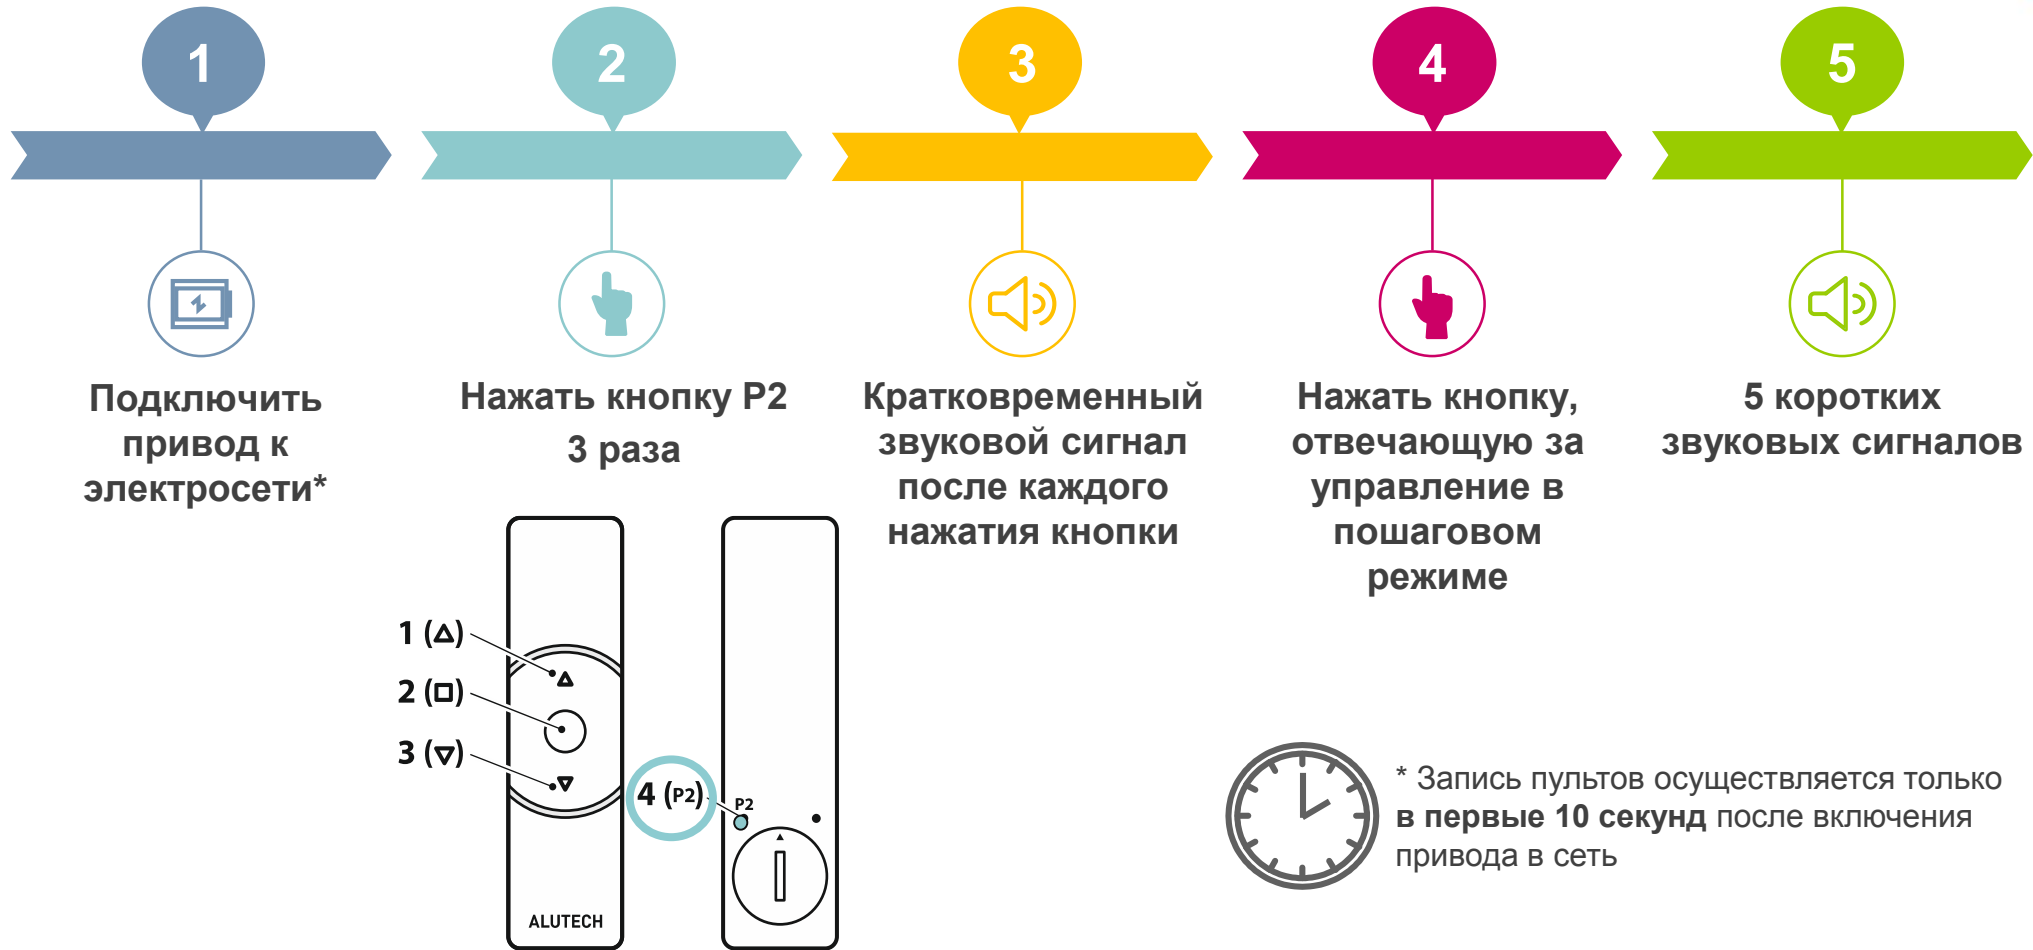 1
2
3
4
5
Подключить
привод к
электросети*
Нажать кнопку P2
3 раза
Кратковременный
звуковой сигнал
после каждого
нажатия кнопки
Нажать кнопку,
отвечающую за
управление в
пошаговом
режиме
5 коротких
звуковых сигналов
1 (△)
2 (□)
3 (▽)
4 (P2)
P2
ALUTECH
* Запись пультов осуществляется только
в первые 10 секунд после включения
привода в сеть